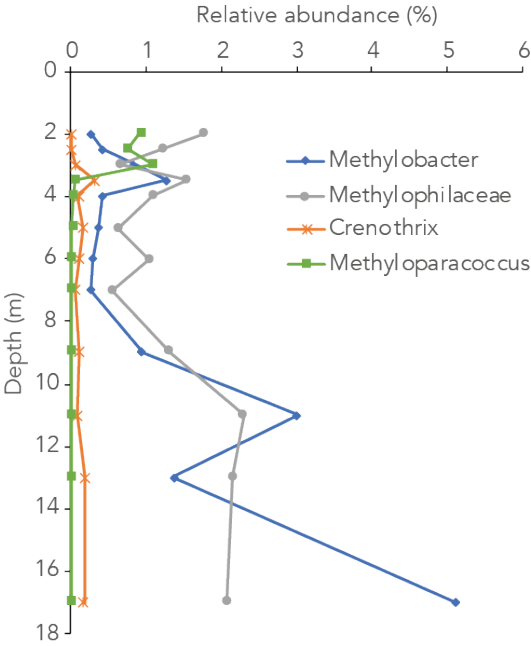 Relative abundance (%)
0 1 2 3 4 5 6
0
2
4
6
8
10
12
14
16
18
Depth (m)
Methylobacter
Methylophilaceae
Crenothrix
Methyloparacoccus